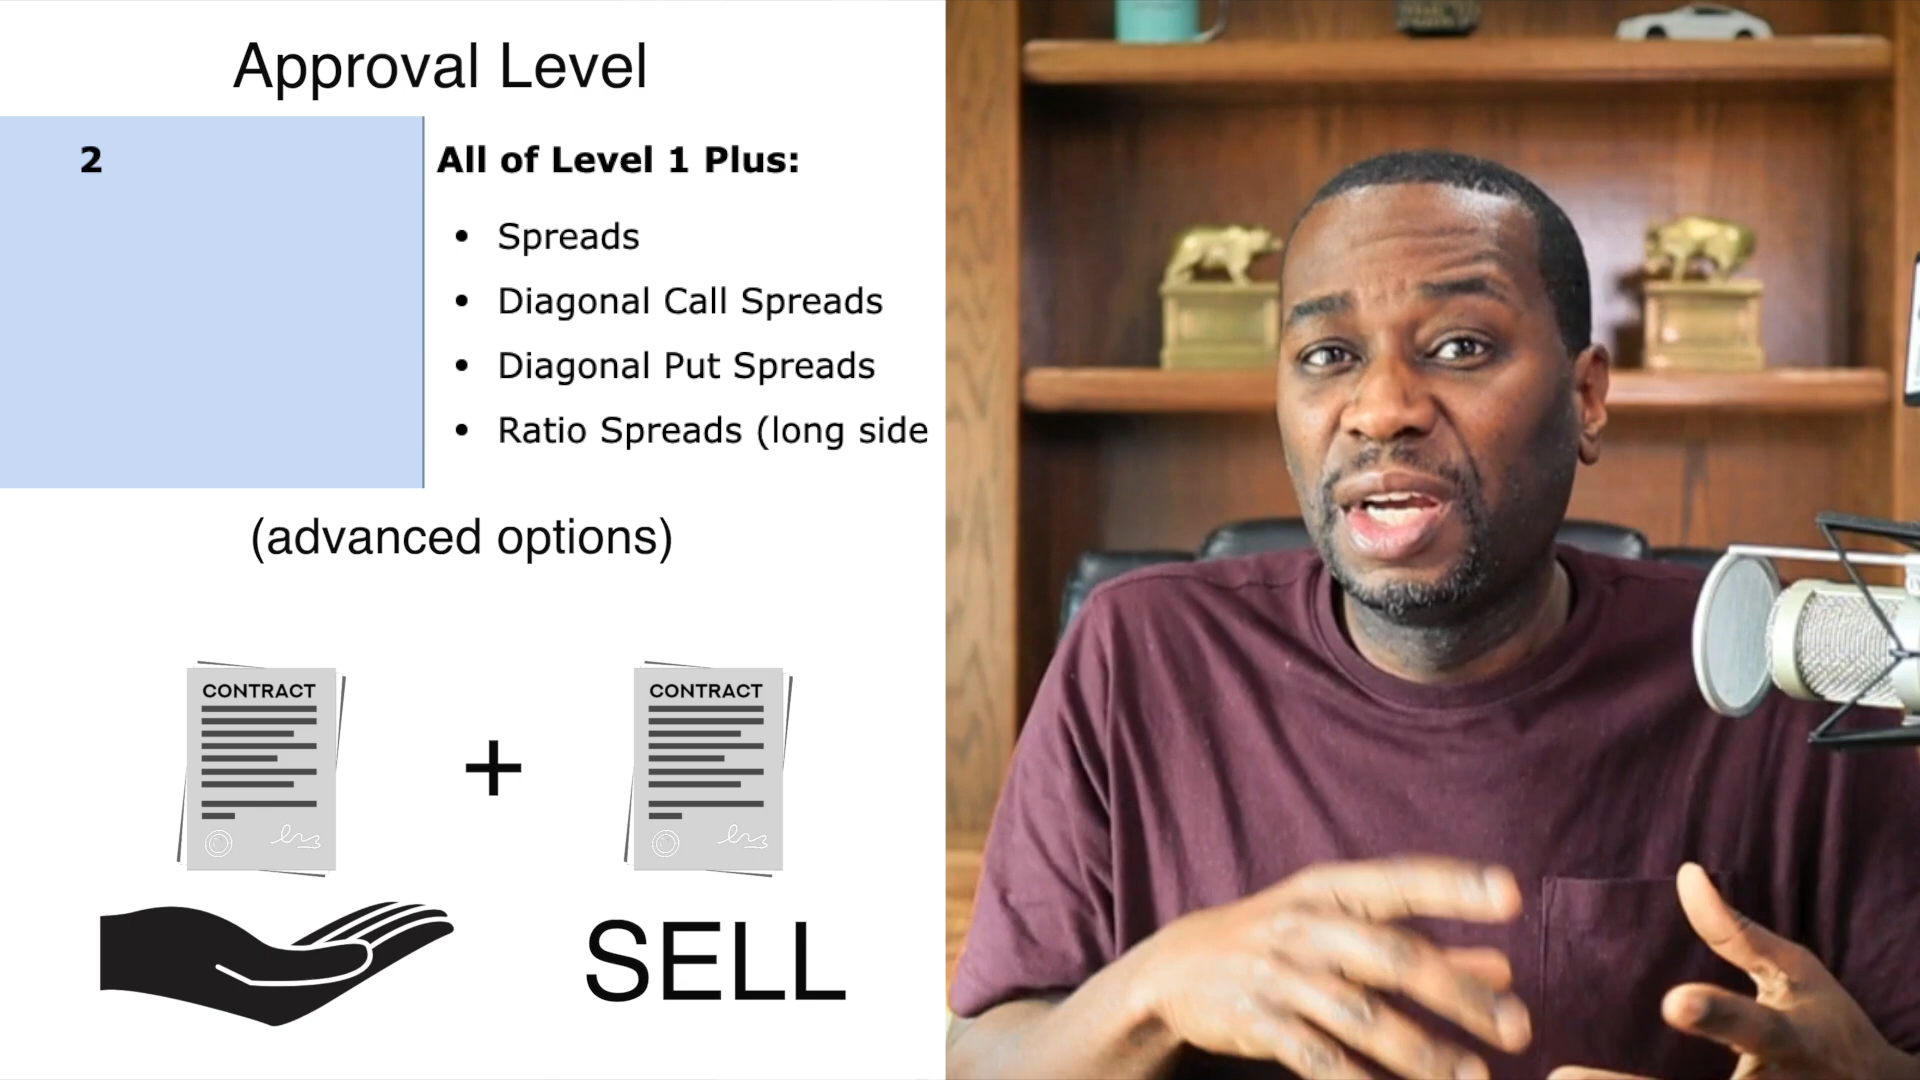 Approval Level
2
All of Level 1 Plus:
• Spreads
• Diagonal Call Spreads
• Diagonal Put Spreads
• Ratio Spreads (long side
(advanced options)
CONTRACT
+
CONTRACT
SELL